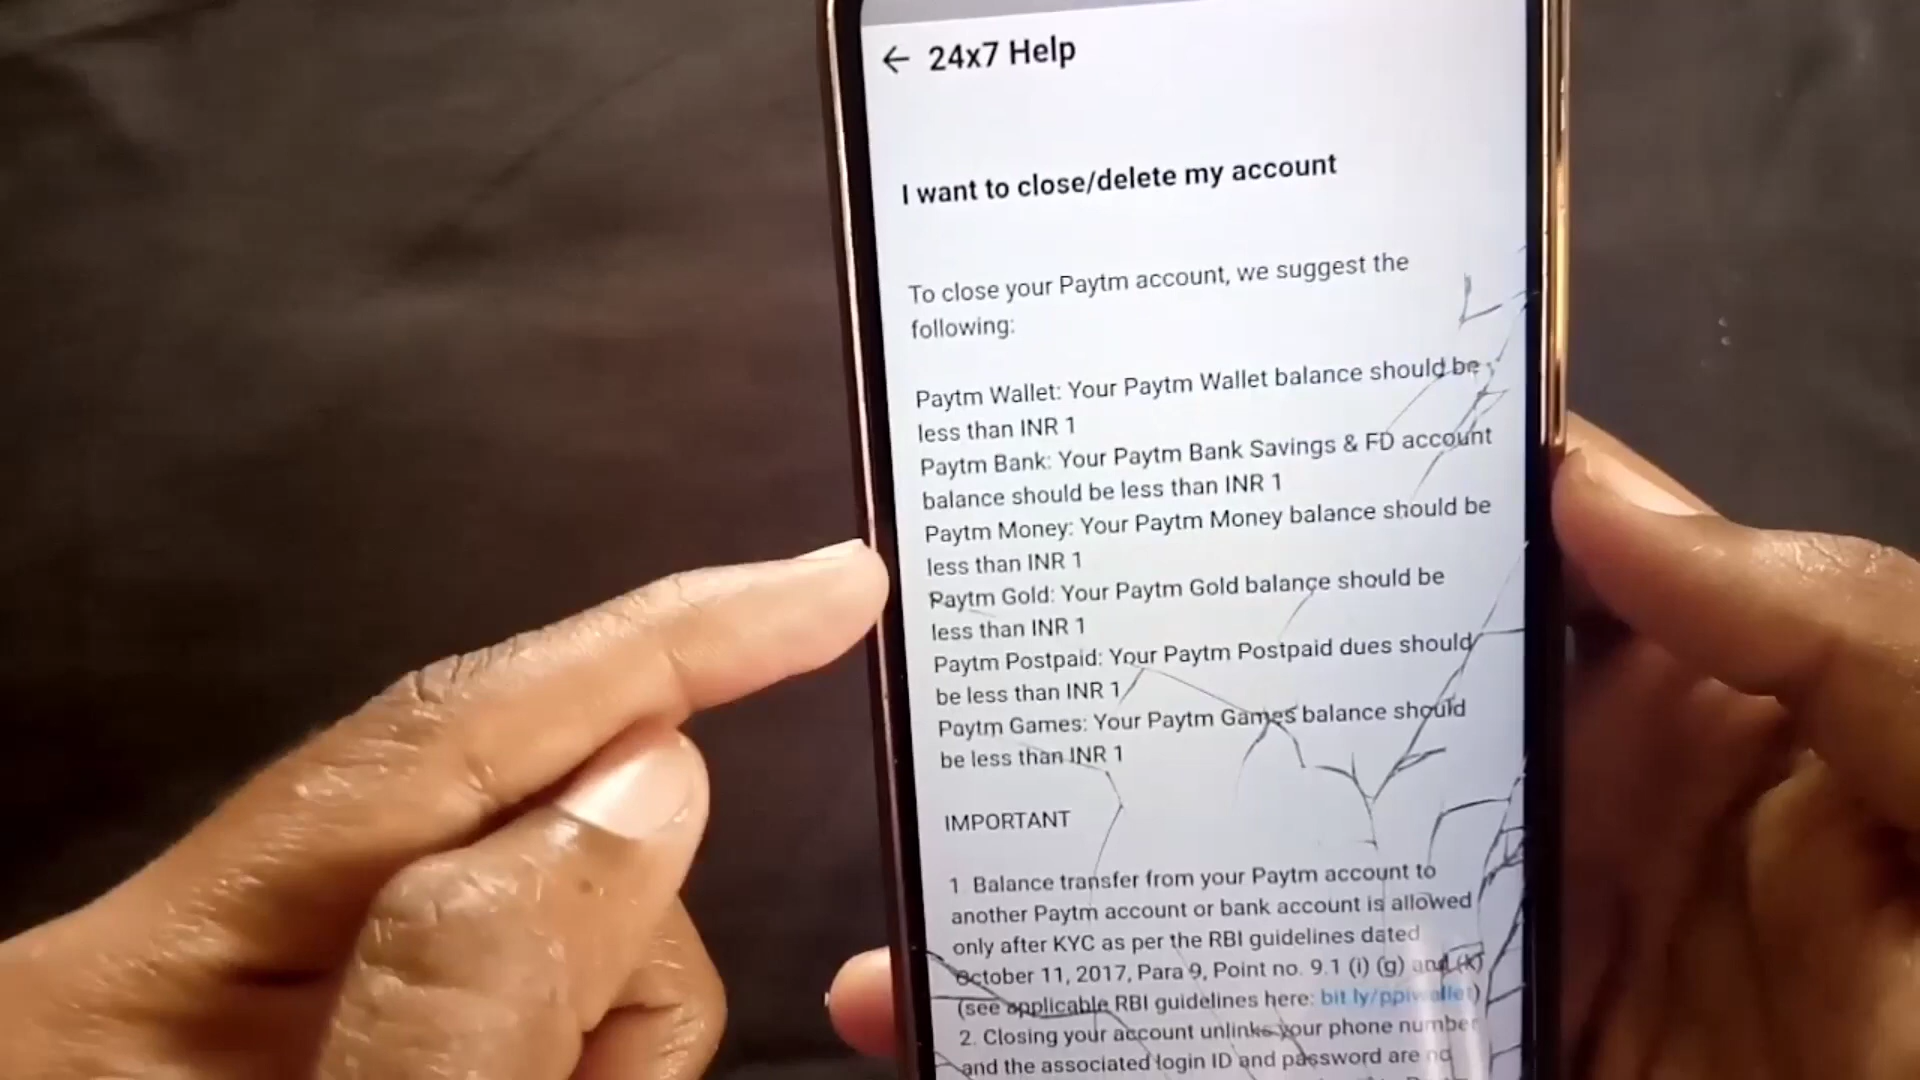 ← 24x7 Help
I want to close/delete my account
To close your Paytm account, we suggest the
following:
Paytm Wallet: Your Paytm Wallet balance should be
less than INR 1
Paytm Bank: Your Paytm Bank Savings & FD account
balance should be less than INR 1
Paytm Money: Your Paytm Money balance should be
less than INR 1
Paytm Gold: Your Paytm Gold balance should be
less than INR 1
Paytm Postpaid: Your Paytm Postpaid dues should
be less than INR 1
Paytm Games: Your Paytm Games balance should
be less than INR 1
IMPORTANT
1. Balance transfer from your Paytm account to
another Paytm account or bank account is allowed
only after KYC as per the RBI guidelines dated
October 11, 2017, Para 9, Point no. 9.1 (i) (g) and (k)
(see applicable RBI guidelines here: bit.ly/ppiwallet)
2. Closing your account unlinks your phone number
and the associated login ID and password are no